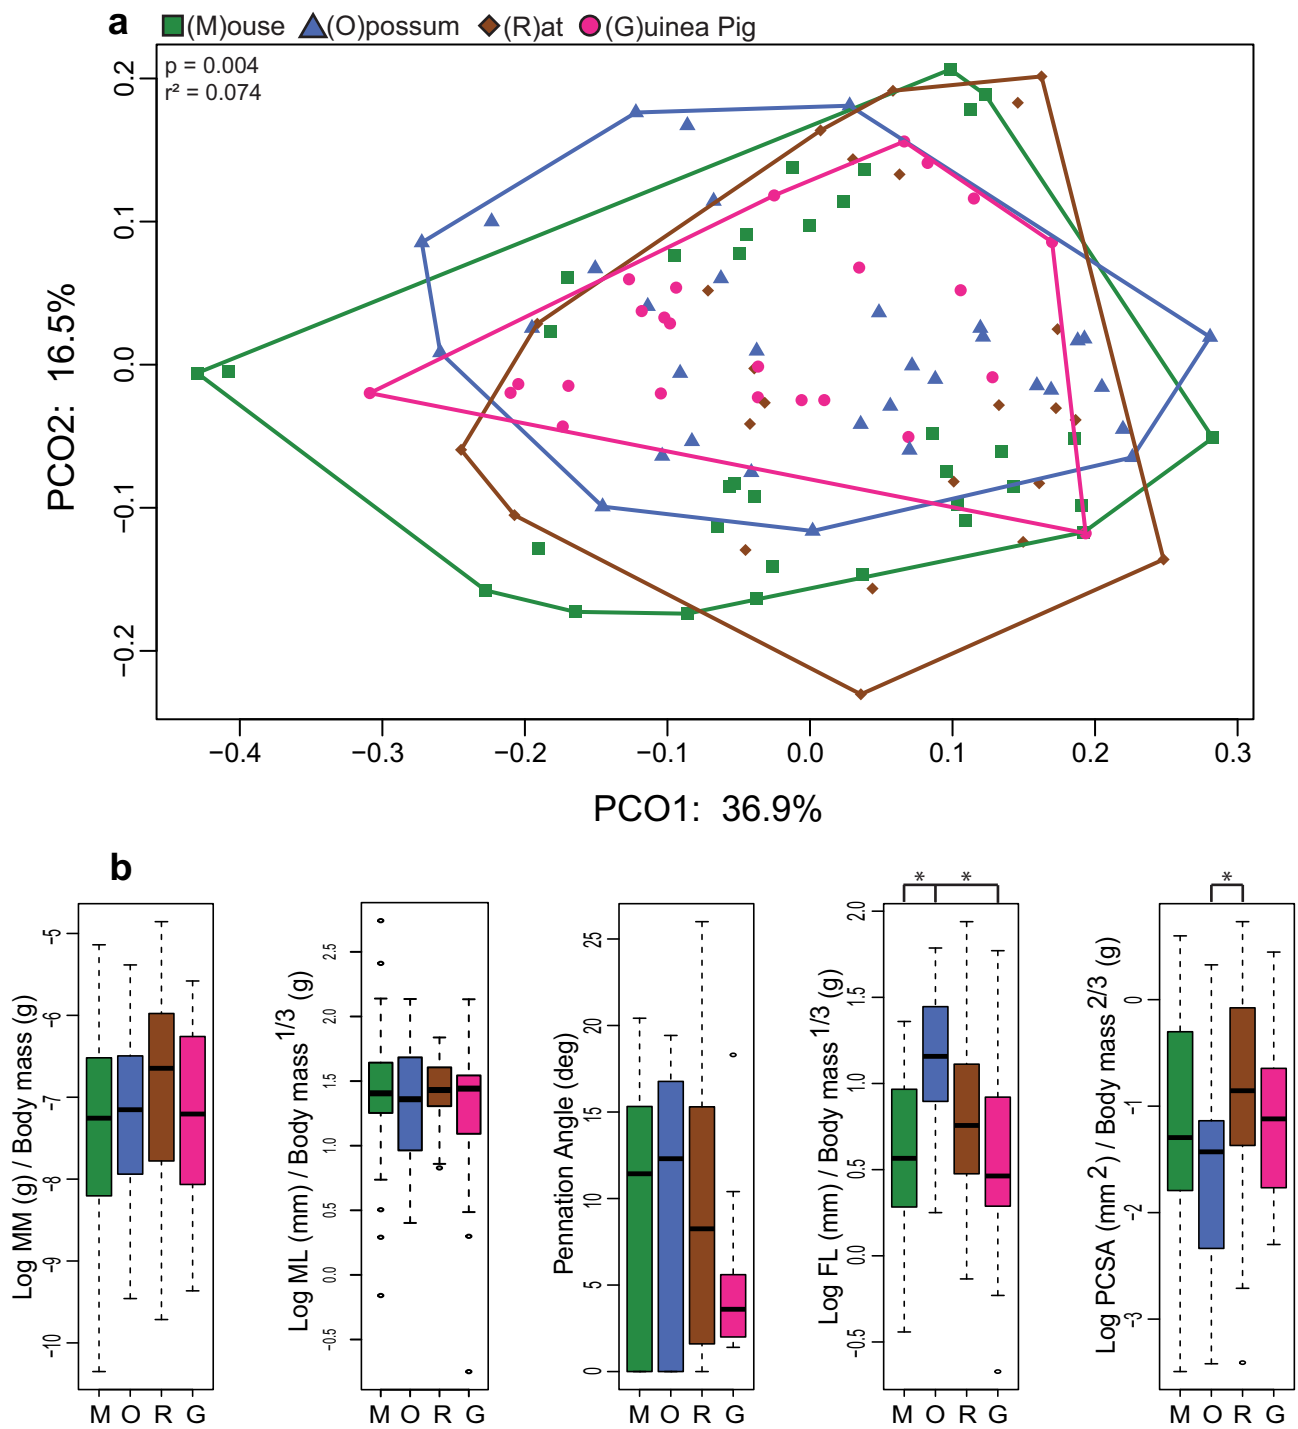 a (M)ouse (O)possum (R)at (G)uinea Pig
p = 0.004
r² = 0.074
0.2
0.1
0.0
−0.1
−0.2
PCO2: 16.5%
−0.4 −0.3 −0.2 −0.1 0.0 0.1 0.2 0.3
PCO1: 36.9%
b
Log MM (g) / Body mass (g)
-5
-6
-7
-8
-9
-10
M O R G
Log ML (mm) / Body mass 1/3 (g)
2.5
2.0
1.5
1.0
0.5
0.0
−0.5
M O R G
Pennation Angle (deg)
25
20
15
10
5
0
M O R G
* *
Log FL (mm) / Body mass 1/3 (g)
2.0
1.5
1.0
0.5
0.0
−0.5
M O R G
*
Log PCSA (mm 2) / Body mass 2/3 (g)
0
−1
−2
−3
M O R G